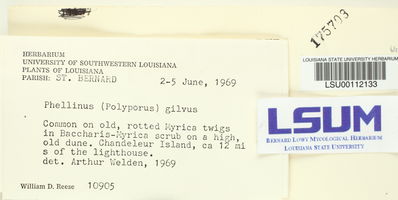 HERBARIUM
UNIVERSITY OF SOUTHWESTERN LOUISIANA
PLANTS OF LOUISIANA
PARISH: ST. BERNARD
2-5 June, 1969
Phellinus (Polyporus) gilvus
Common on old, rotted Myrica twigs
in Baccharis-Myrica scrub on a high,
old dune. Chandeleur Island, ca 12 mi
s of the lighthouse.
det. Arthur Welden, 1969
William D. Reese 10905
175703
LOUISIANA STATE UNIVERSITY HERBARIUM
LSU00112133
LSUM
BERNARD LOWY MYCOLOGICAL HERBARIUM
LOUISIANA STATE UNIVERSITY